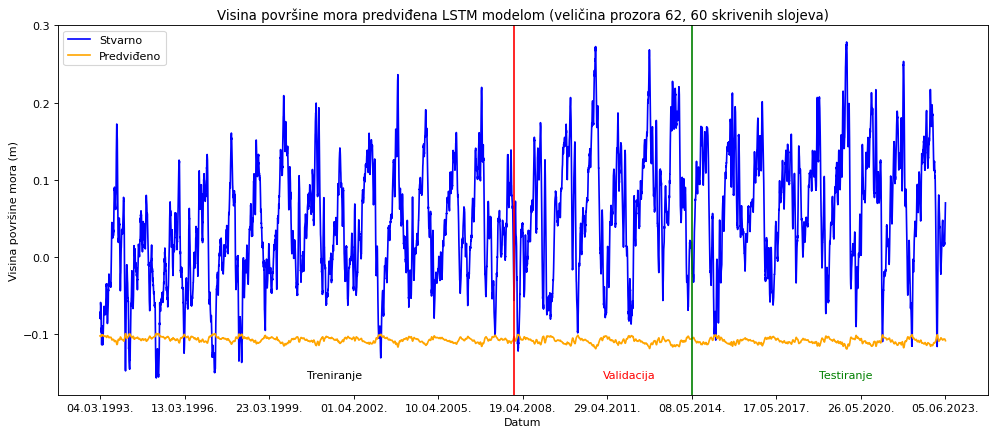 Visina površine mora predviđena LSTM modelom (veličina prozora 62, 60 skrivenih slojeva)
Stvarno
Predviđeno
Visina površine mora (m)
0.3
0.2
0.1
0.0
−0.1
Treniranje
Validacija
Testiranje
04.03.1993.
13.03.1996.
23.03.1999.
01.04.2002.
10.04.2005.
19.04.2008.
29.04.2011.
08.05.2014.
17.05.2017.
26.05.2020.
05.06.2023.
Datum